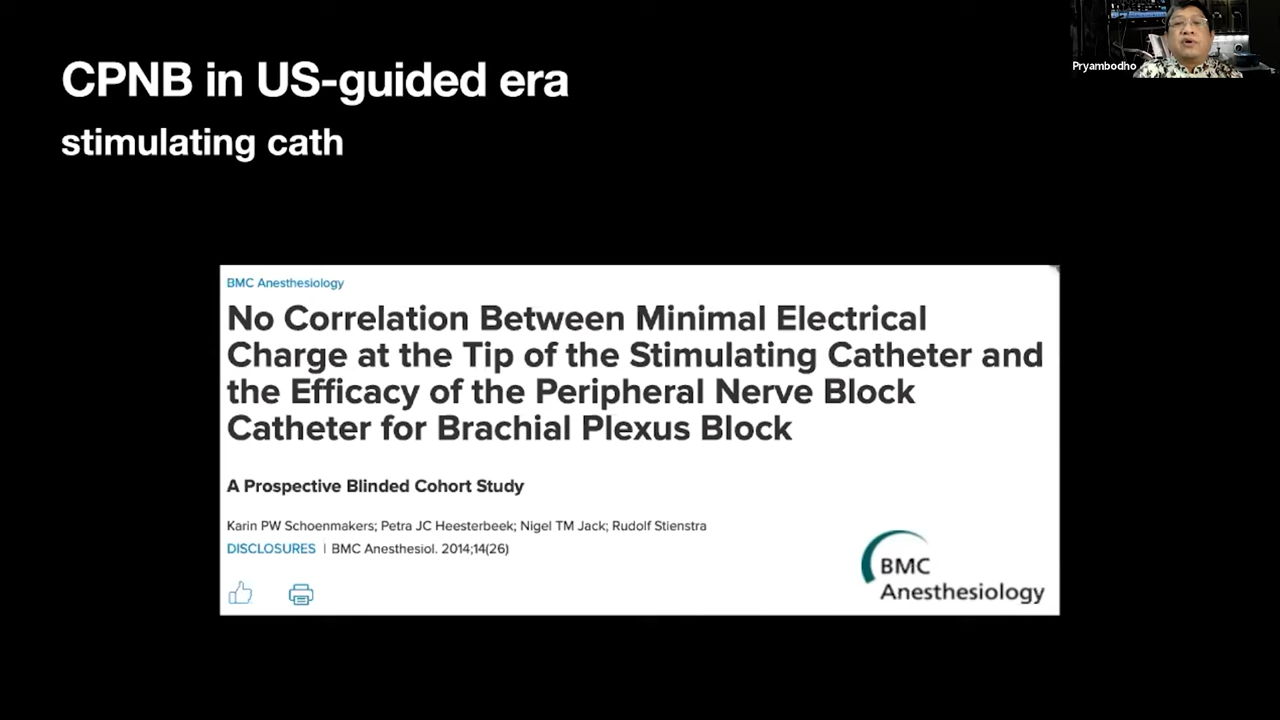 CPNB in US-guided era
stimulating cath
Pryambodho
BMC Anesthesiology
No Correlation Between Minimal Electrical
Charge at the Tip of the Stimulating Catheter and
the Efficacy of the Peripheral Nerve Block
Catheter for Brachial Plexus Block
A Prospective Blinded Cohort Study
Karin PW Schoenmakers; Petra JC Heesterbeek; Nigel TM Jack; Rudolf Stienstra
DISCLOSURES | BMC Anesthesiol. 2014;14(26)
BMC
Anesthesiology